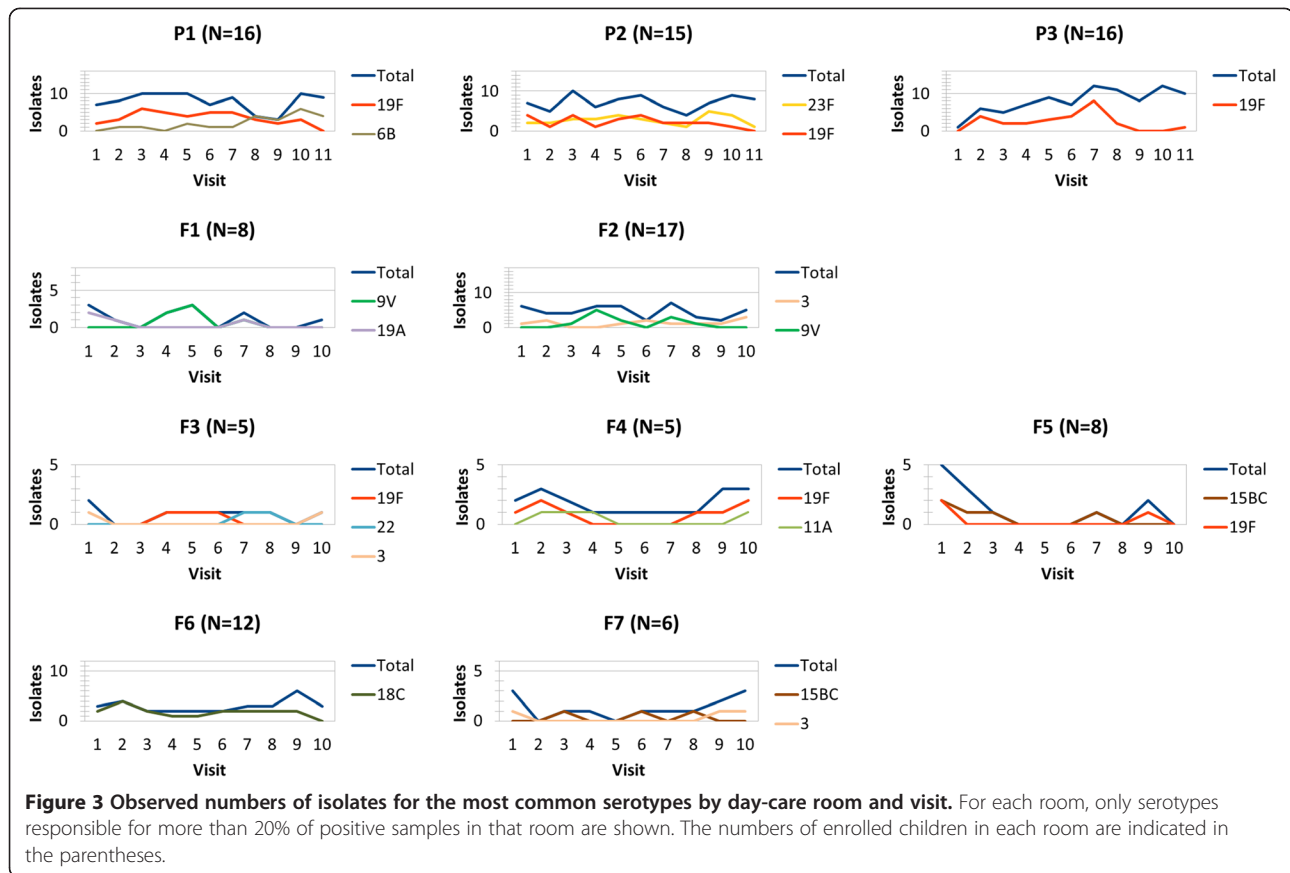 P1 (N=16)
Isolates
10
0
1 2 3 4 5 6 7 8 9 10 11
Visit
Total
19F
6B
P2 (N=15)
Isolates
10
0
1 2 3 4 5 6 7 8 9 10 11
Visit
Total
23F
19F
P3 (N=16)
Isolates
10
0
1 2 3 4 5 6 7 8 9 10 11
Visit
Total
19F
F1 (N=8)
Isolates
5
0
1 2 3 4 5 6 7 8 9 10
Visit
Total
9V
19A
F2 (N=17)
Isolates
10
0
1 2 3 4 5 6 7 8 9 10
Visit
Total
3
9V
F3 (N=5)
Isolates
5
0
1 2 3 4 5 6 7 8 9 10
Visit
Total
19F
22
3
F4 (N=5)
Isolates
5
0
1 2 3 4 5 6 7 8 9 10
Visit
Total
19F
11A
F5 (N=8)
Isolates
5
0
1 2 3 4 5 6 7 8 9 10
Visit
Total
15BC
19F
F6 (N=12)
Isolates
10
0
1 2 3 4 5 6 7 8 9 10
Visit
Total
18C
F7 (N=6)
Isolates
5
0
1 2 3 4 5 6 7 8 9 10
Visit
Total
15BC
3
Figure 3 Observed numbers of isolates for the most common serotypes by day-care room and visit. For each room, only serotypes
responsible for more than 20% of positive samples in that room are shown. The numbers of enrolled children in each room are indicated in
the parentheses.